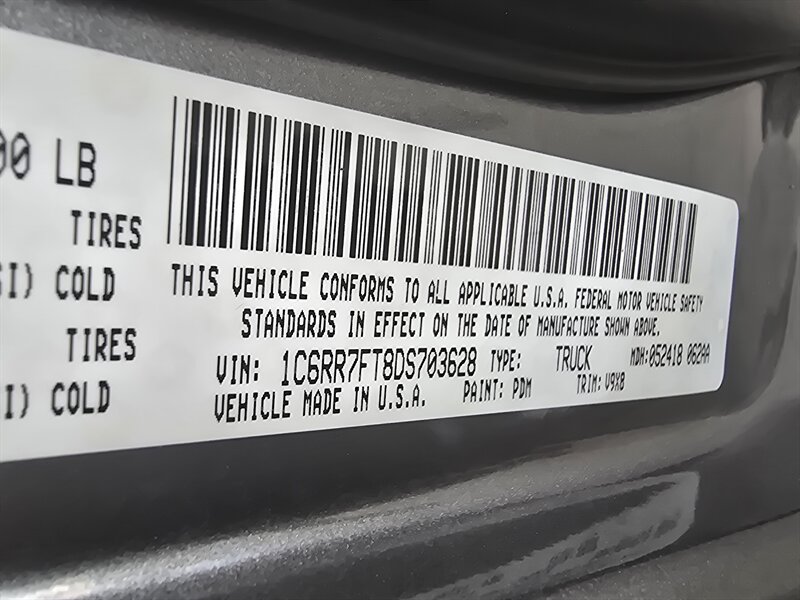 00 LB
TIRES
SI) COLD
TIRES
SI) COLD
THIS VEHICLE CONFORMS TO ALL APPLICABLE U.S.A. FEDERAL MOTOR VEHICLE SAFETY
STANDARDS IN EFFECT ON THE DATE OF MANUFACTURE SHOWN ABOVE.
VIN: 1C6RR7FT8DS703628 TYPE: TRUCK MDH: 052418 062AA
VEHICLE MADE IN U.S.A. PAINT: PDM TRIM: V9X8